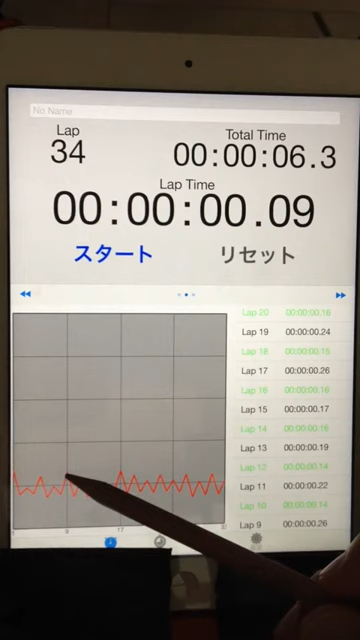 No Name
Lap
34
Total Time
00:00:06.3
Lap Time
00:00:00.09
スタート
リセット
Lap 20 00:00:00.16
Lap 19 00:00:00.24
Lap 18 00:00:00.15
Lap 17 00:00:00.26
Lap 16 00:00:00.16
Lap 15 00:00:00.17
Lap 14 00:00:00.16
Lap 13 00:00:00.19
Lap 12 00:00:00.14
Lap 11 00:00:00.22
Lap 10 00:00:00.14
Lap 9 00:00:00.26
9 17